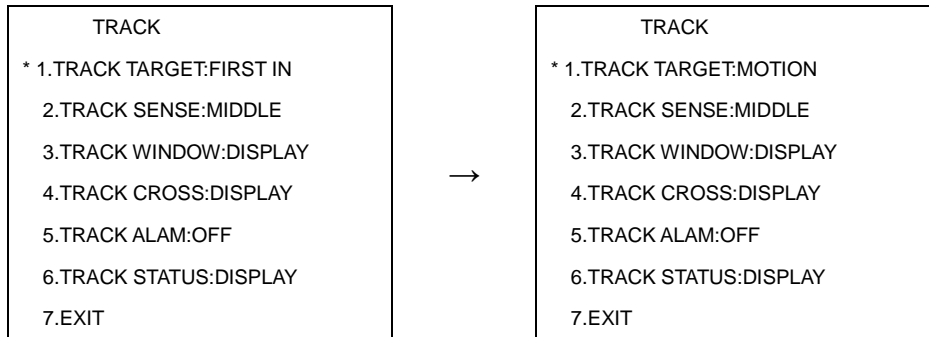 TRACK
* 1.TRACK TARGET:FIRST IN
2.TRACK SENSE:MIDDLE
3.TRACK WINDOW:DISPLAY
4.TRACK CROSS:DISPLAY
5.TRACK ALAM:OFF
6.TRACK STATUS:DISPLAY
7.EXIT
→
TRACK
* 1.TRACK TARGET:MOTION
2.TRACK SENSE:MIDDLE
3.TRACK WINDOW:DISPLAY
4.TRACK CROSS:DISPLAY
5.TRACK ALAM:OFF
6.TRACK STATUS:DISPLAY
7.EXIT